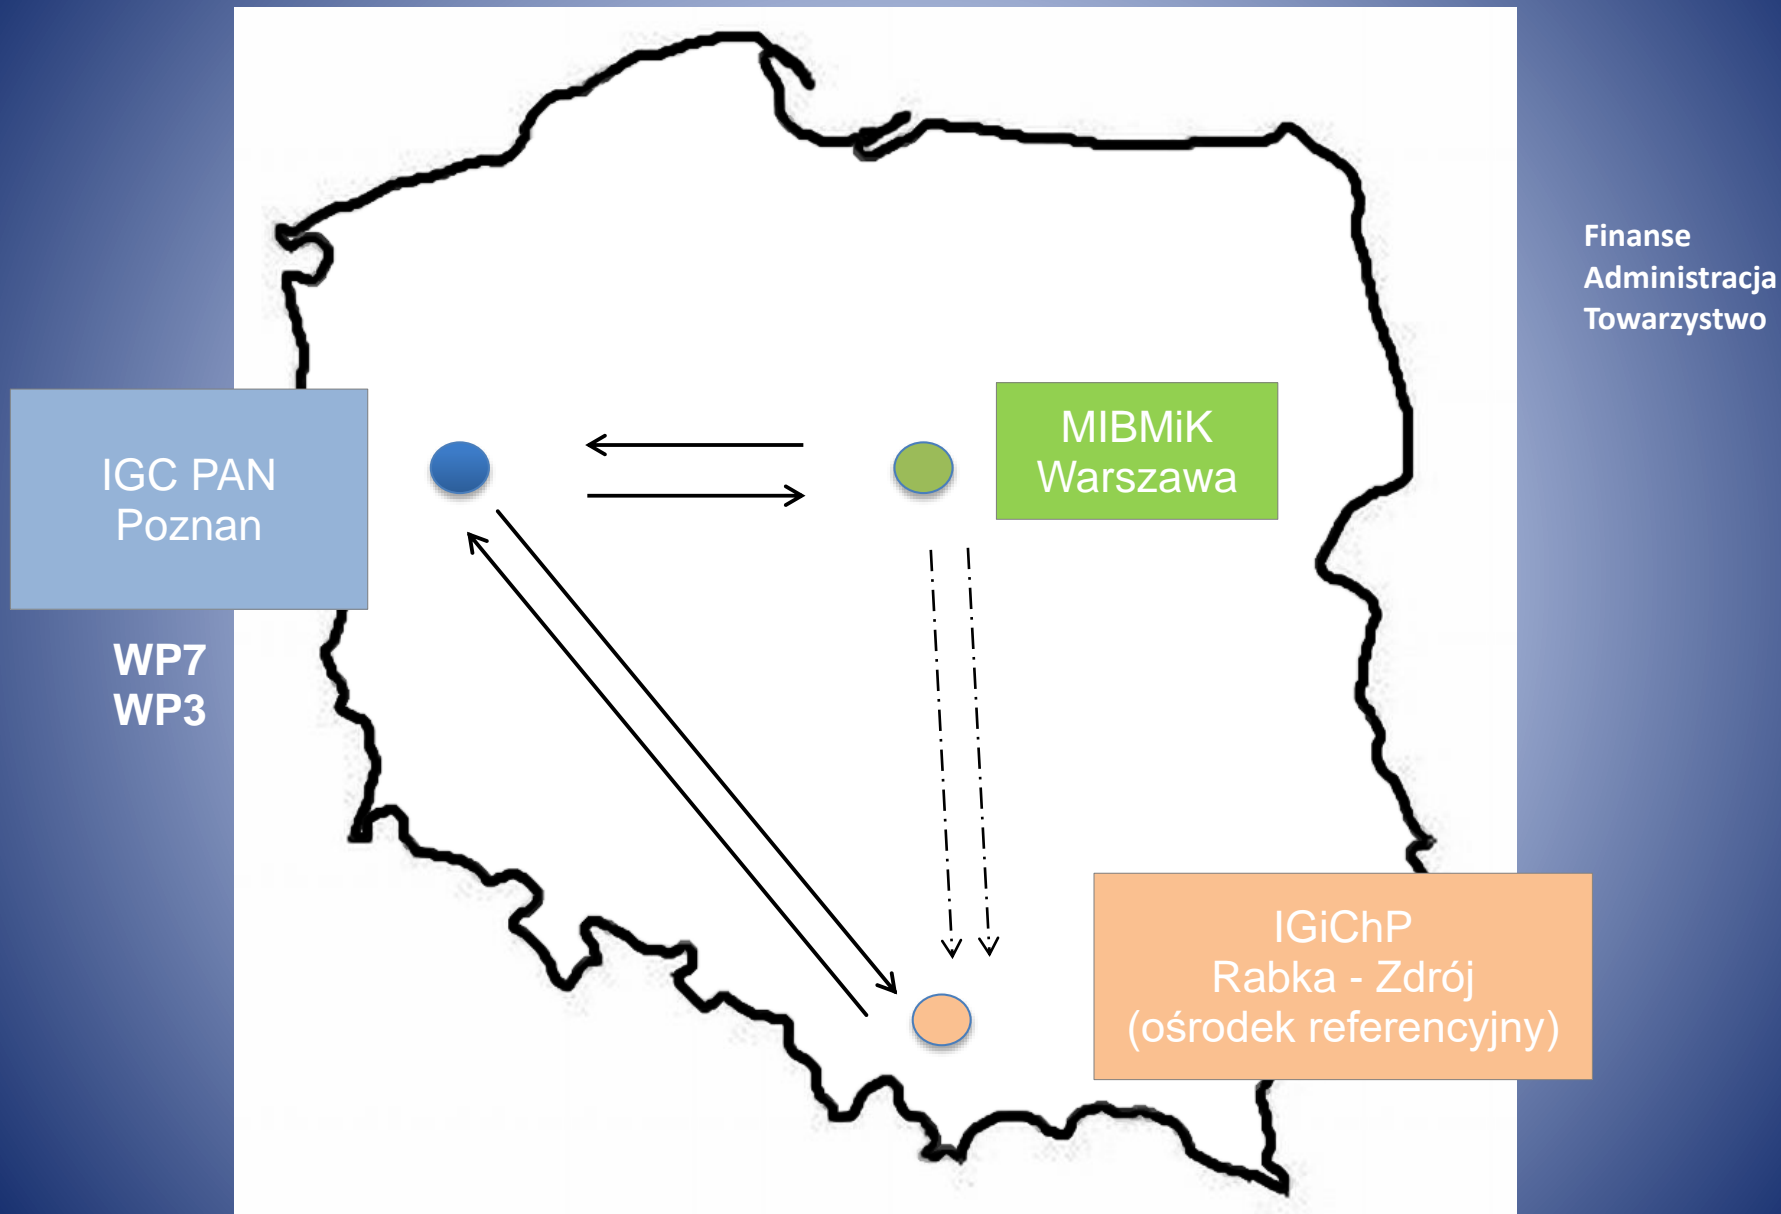 Finanse
Administracja
Towarzystwo
IGC PAN
Poznan
MIBMiK
Warszawa
WP7
WP3
IGiChP
Rabka - Zdrój
(ośrodek referencyjny)